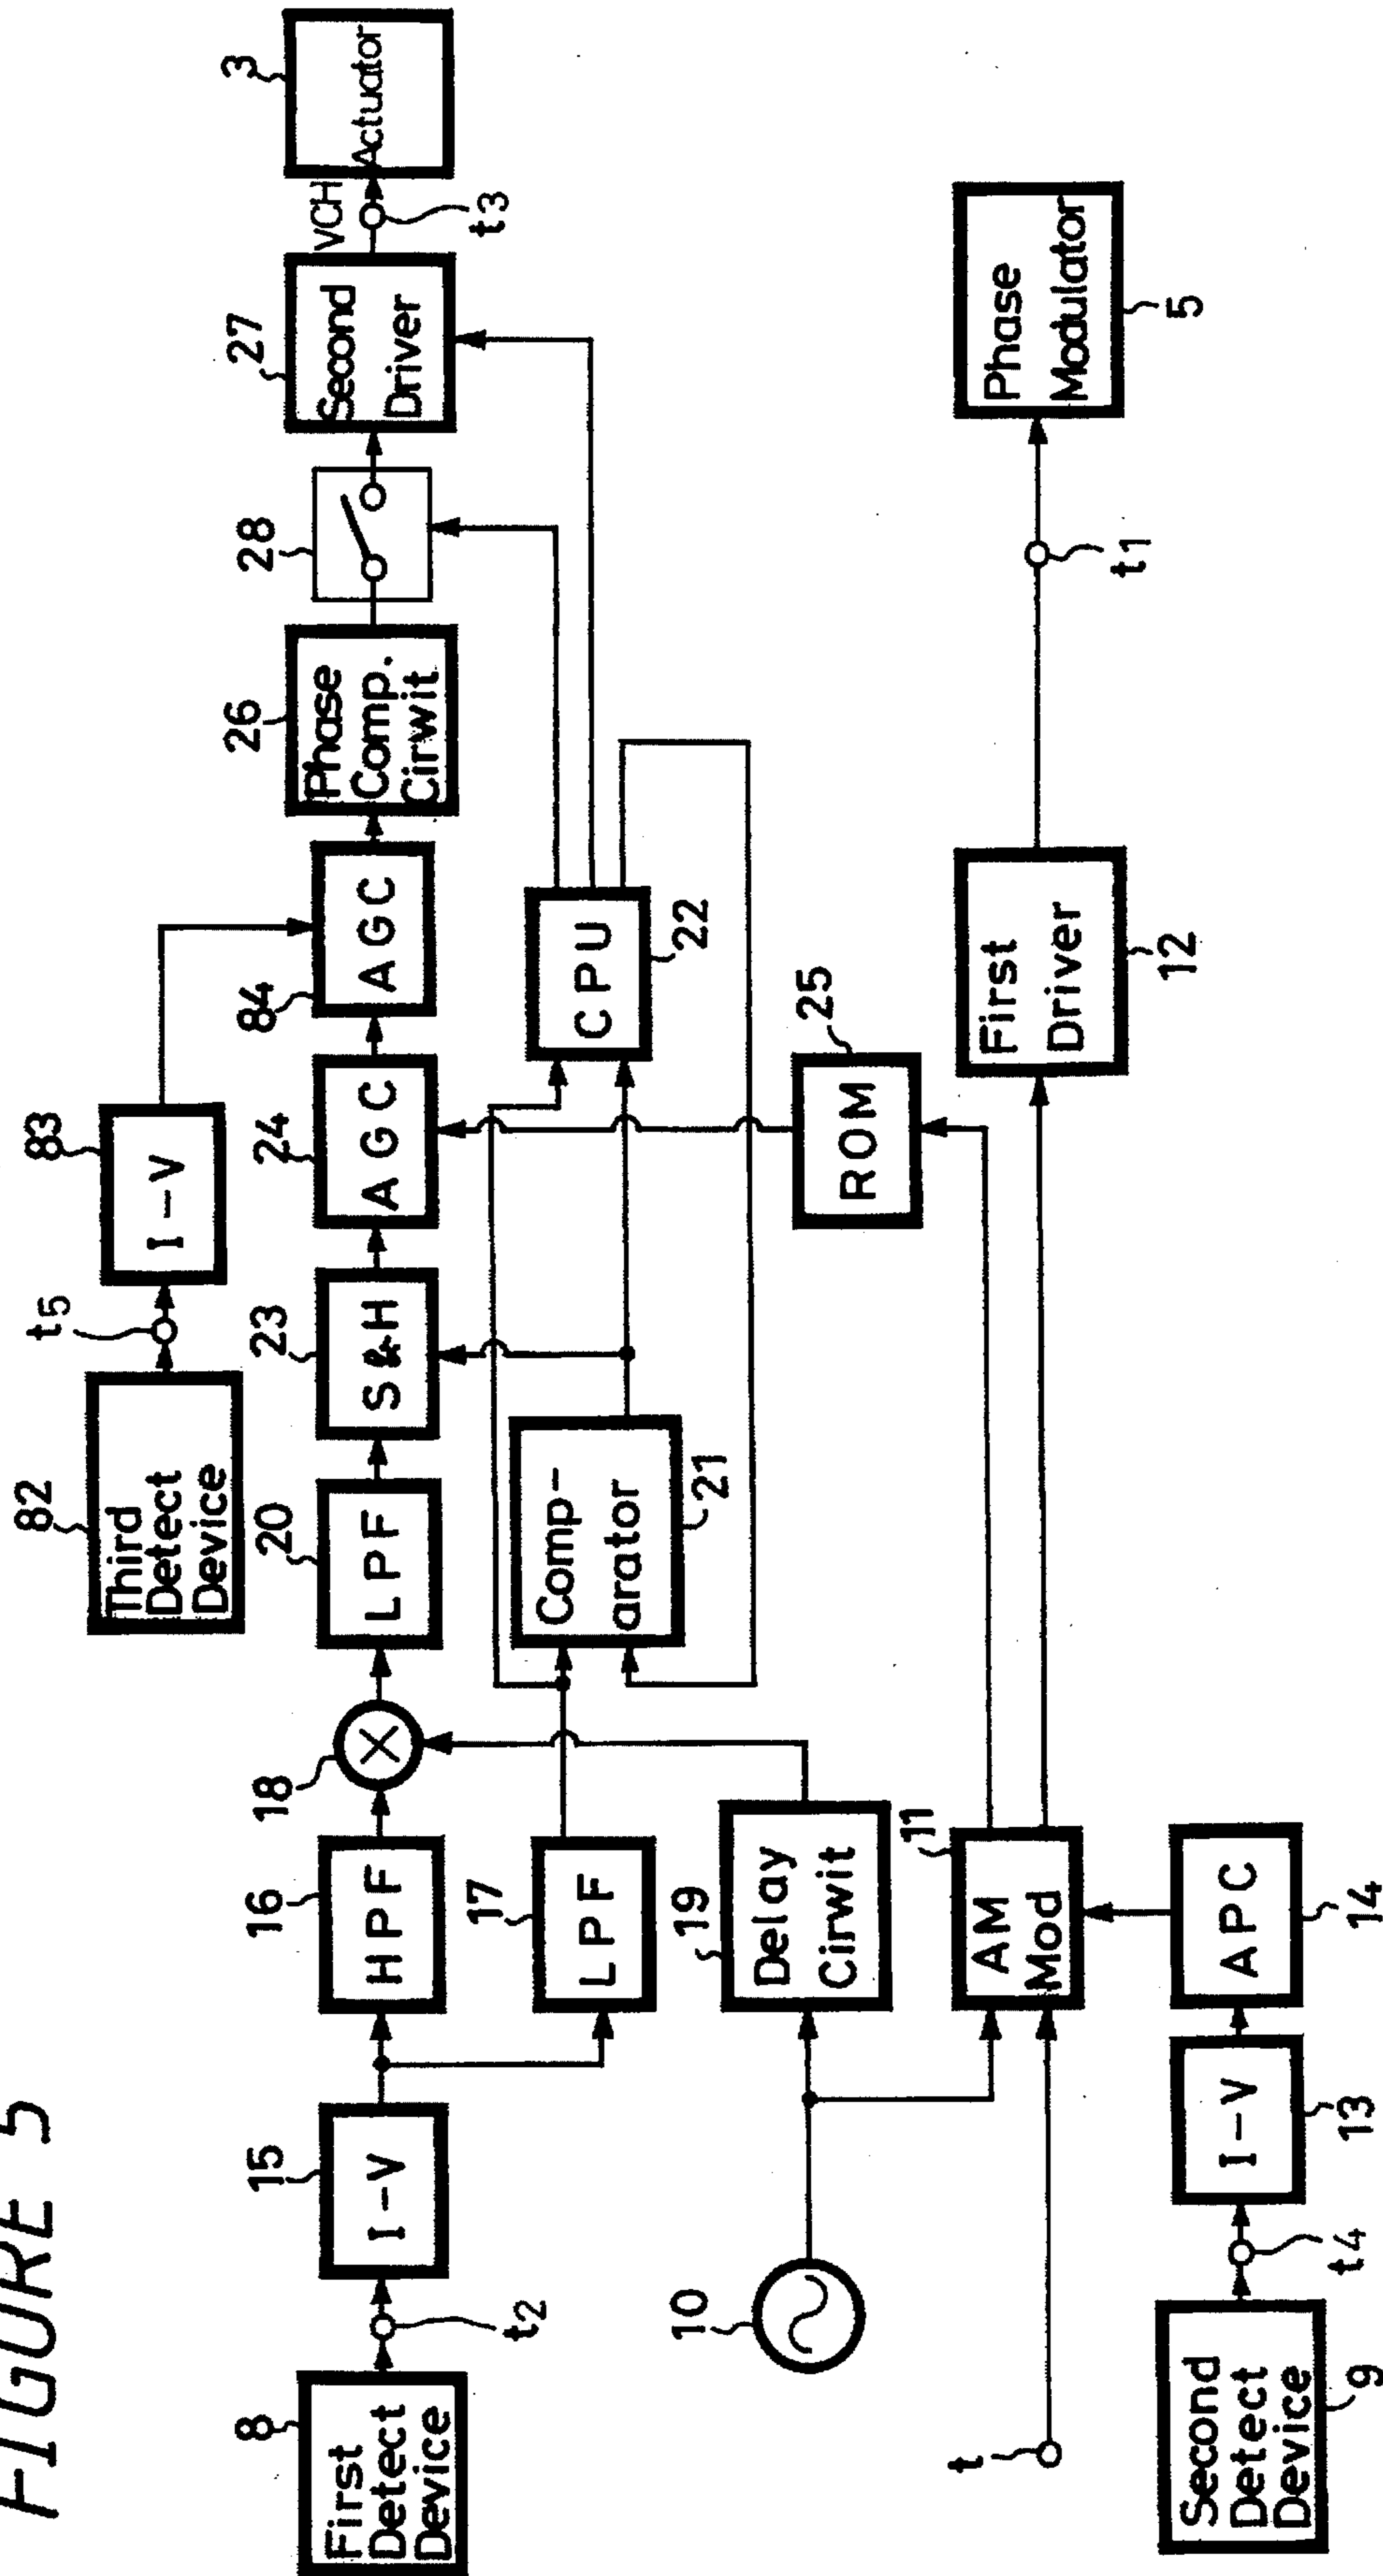 FIGURE 5
82
Third
Detect
Device
t5
83
I-V
8
First
Detect
Device
t2
15
I-V
16
HPF
18
20
LPF
23
S&H
24
AGC
84
AGC
26
Phase
Comp.
Cirwit
28
27
Second
Driver
VCH
t3
3
Actuator
17
LPF
Comp-
arator
21
CPU
22
10
19
Delay
Cirwit
ROM
25
t
11
AM
Mod
First
Driver
12
t1
Phase
Modulator
5
Second
Detect
Device
9
t4
I-V
13
APC
14